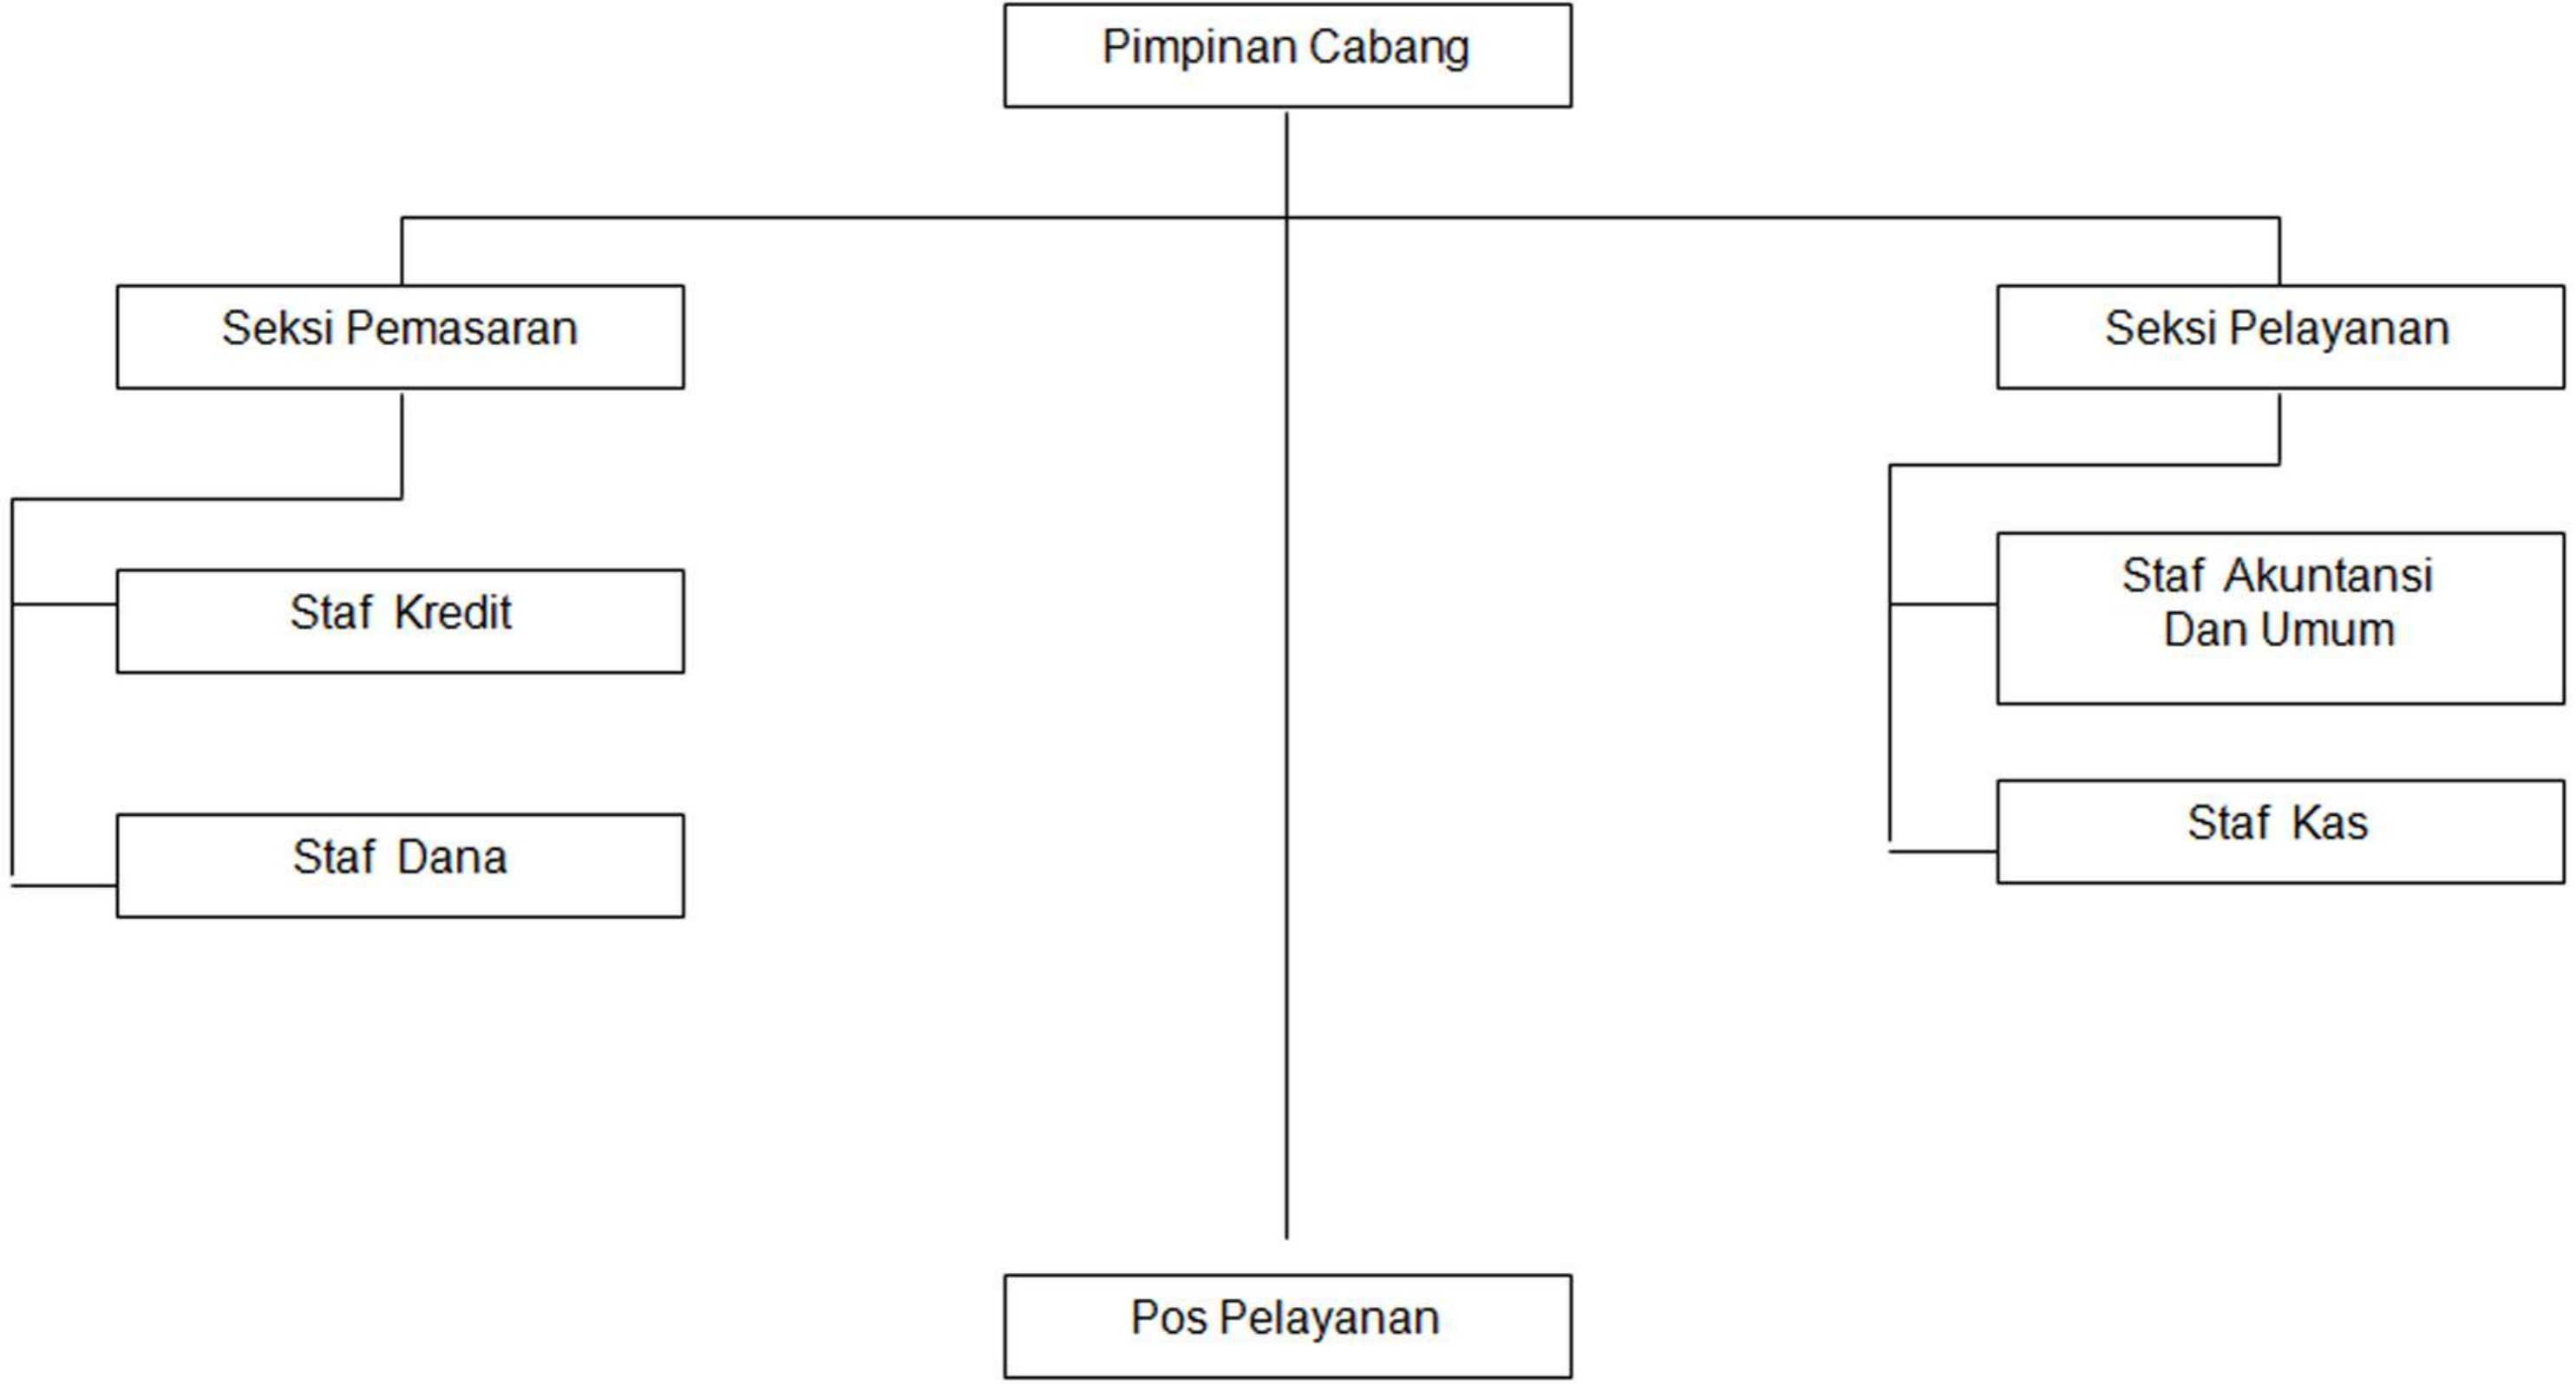 Pimpinan Cabang
Seksi Pemasaran
Seksi Pelayanan
Staf Kredit
Staf Akuntansi
Dan Umum
Staf Dana
Staf Kas
Pos Pelayanan